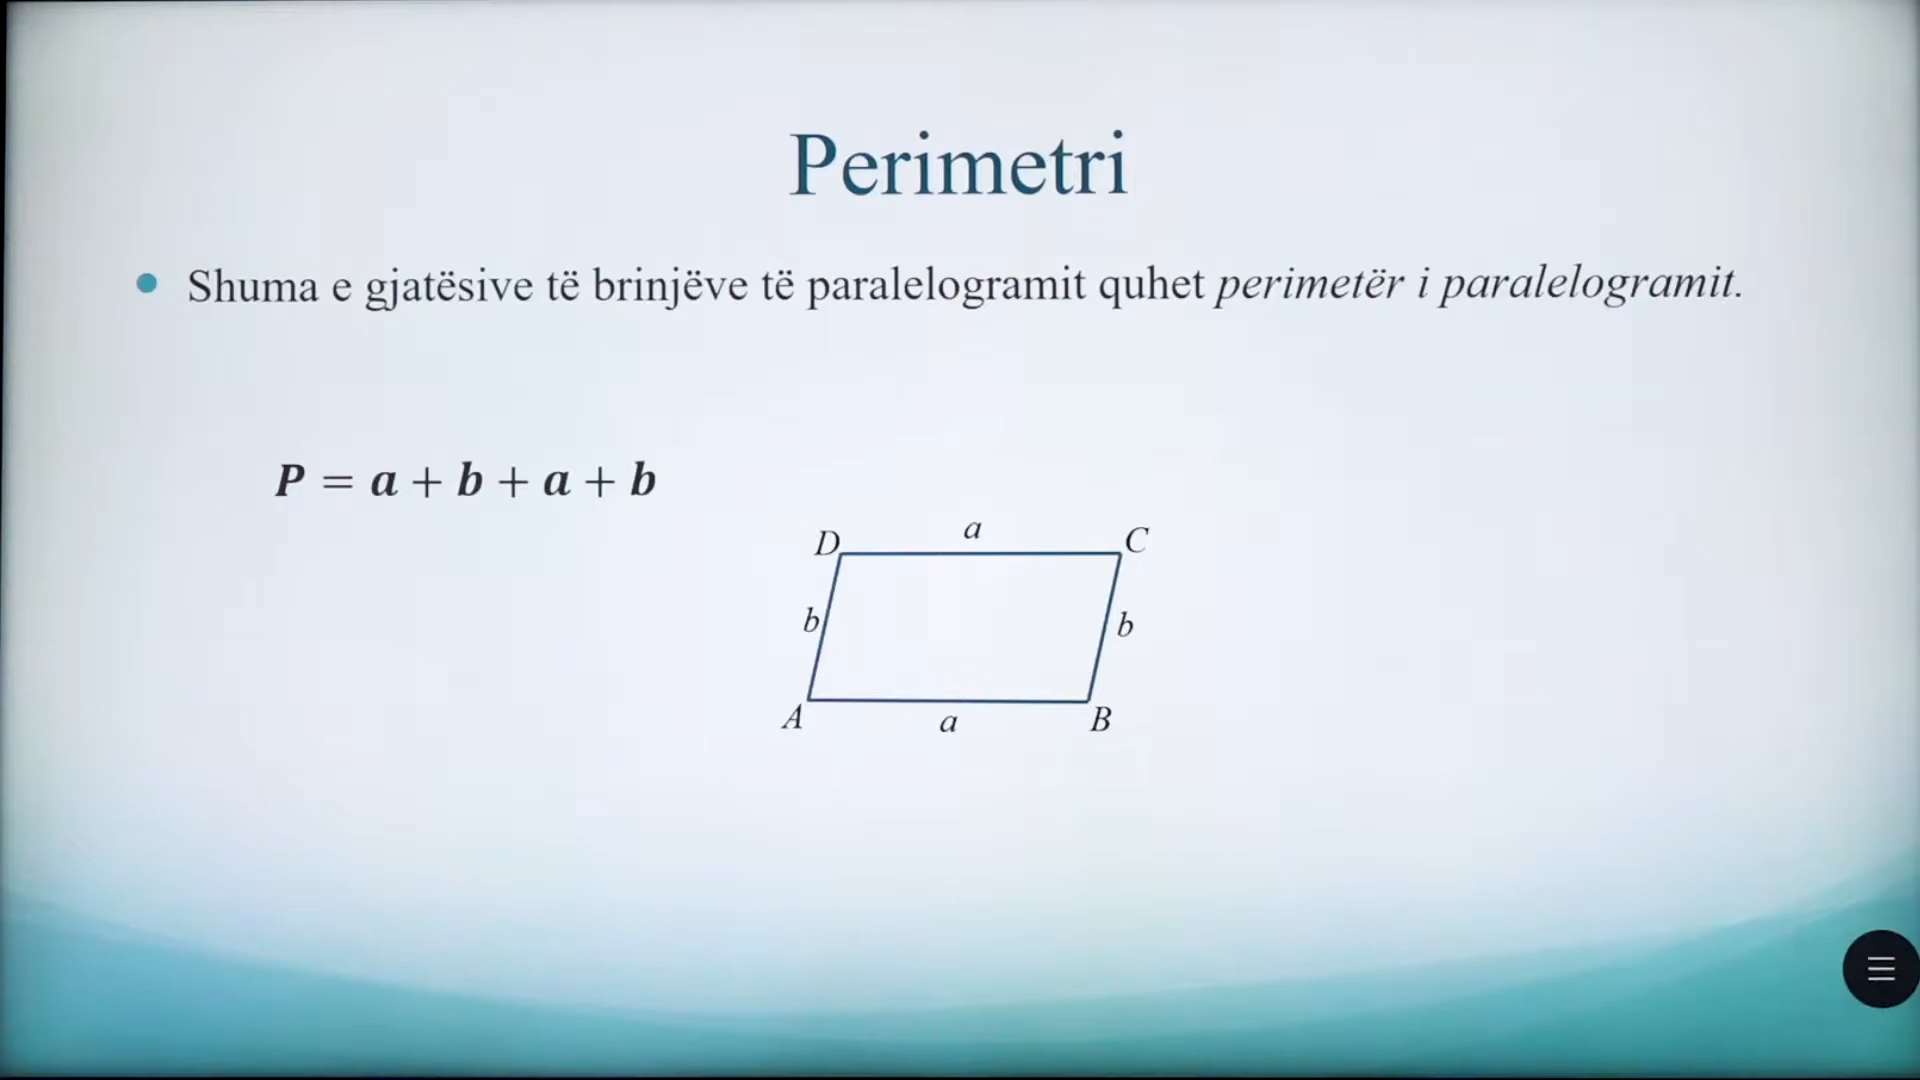 Perimetri
Shuma e gjatësive të brinjëve të paralelogramit quhet perimetër i paralelogramit.
P = a + b + a + b
D a C
b b
A a B